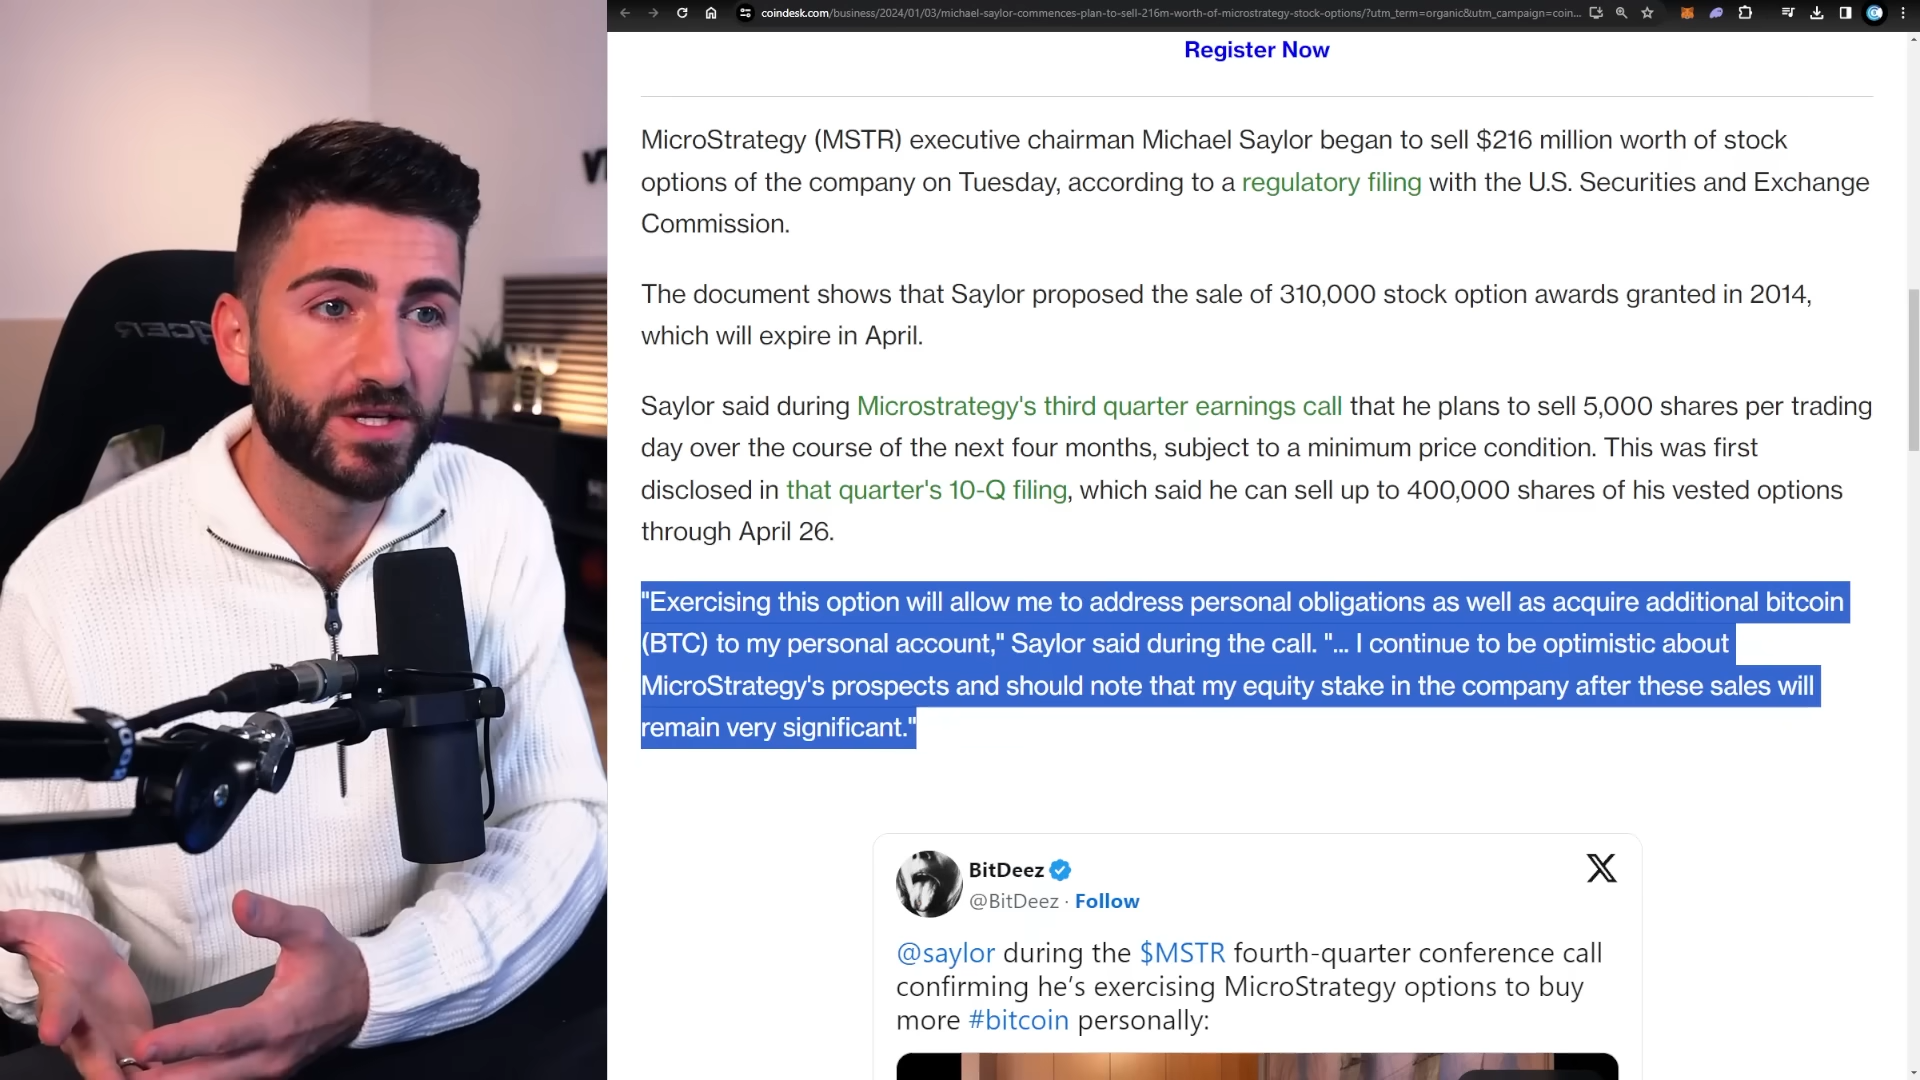 coindesk.com/business/2024/01/03/michael-saylor-commences-plan-to-sell-216m-worth-of-microstrategy-stock-options/?utm_term=organic&utm_campaign=coin...
Register Now
MicroStrategy (MSTR) executive chairman Michael Saylor began to sell $216 million worth of stock
options of the company on Tuesday, according to a regulatory filing with the U.S. Securities and Exchange
Commission.
The document shows that Saylor proposed the sale of 310,000 stock option awards granted in 2014,
which will expire in April.
Saylor said during Microstrategy's third quarter earnings call that he plans to sell 5,000 shares per trading
day over the course of the next four months, subject to a minimum price condition. This was first
disclosed in that quarter's 10-Q filing, which said he can sell up to 400,000 shares of his vested options
through April 26.
"Exercising this option will allow me to address personal obligations as well as acquire additional bitcoin
(BTC) to my personal account," Saylor said during the call. "... I continue to be optimistic about
MicroStrategy's prospects and should note that my equity stake in the company after these sales will
remain very significant."
BitDeez
@BitDeez · Follow
@saylor during the $MSTR fourth-quarter conference call
confirming he’s exercising MicroStrategy options to buy
more #bitcoin personally: